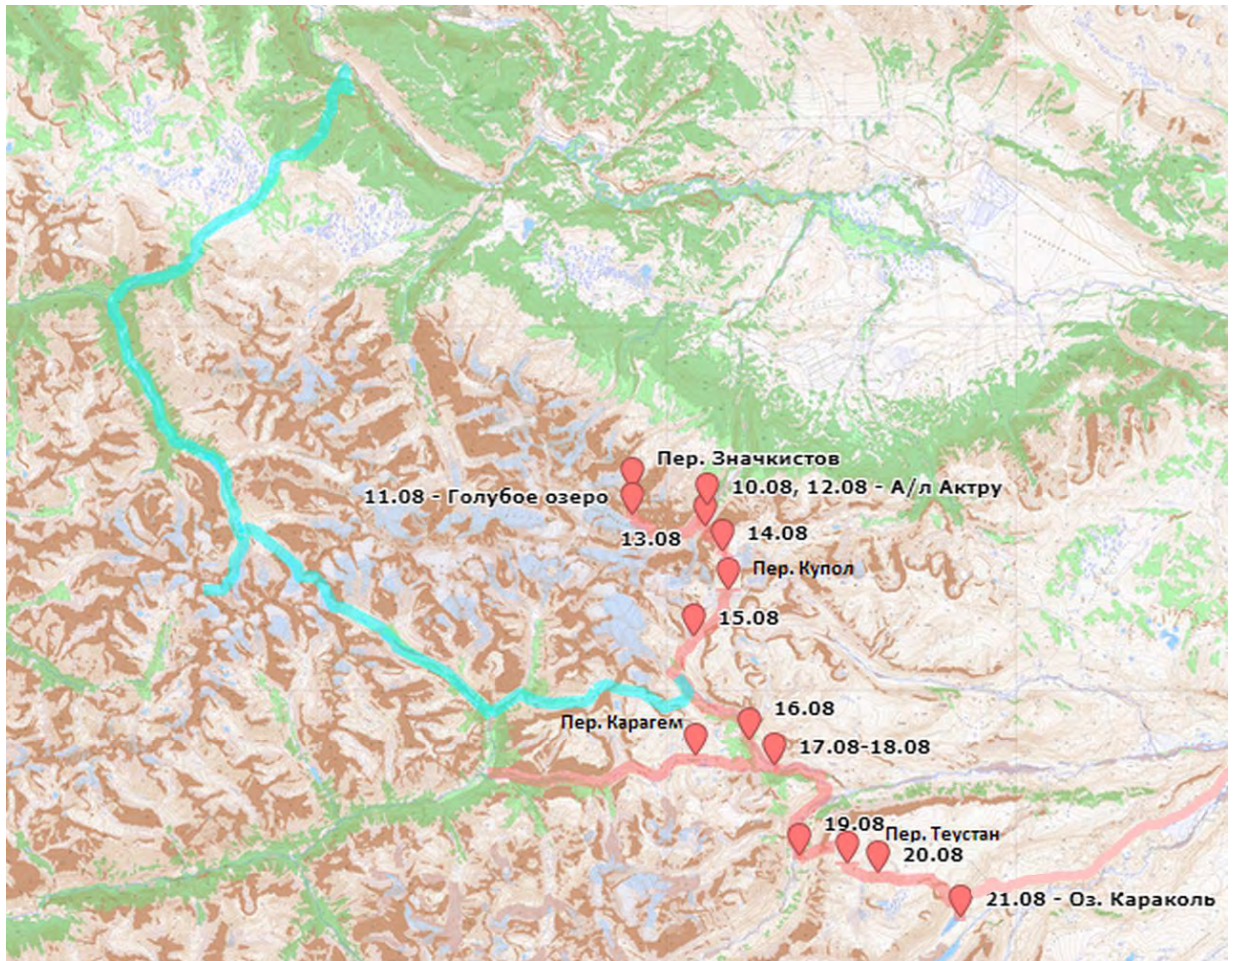 Пер. Значкистов
11.08 - Голубое озеро
10.08, 12.08 - А/л Актру
13.08
14.08
Пер. Купол
15.08
16.08
Пер. Карагем
17.08-18.08
19.08
Пер. Теустан
20.08
21.08 - Оз. Караколь